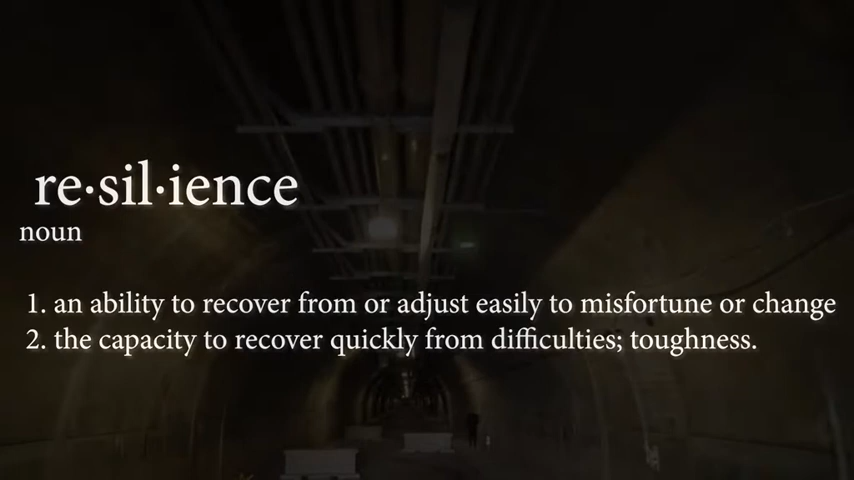 re·sil·ience
noun
1. an ability to recover from or adjust easily to misfortune or change
2. the capacity to recover quickly from difficulties; toughness.